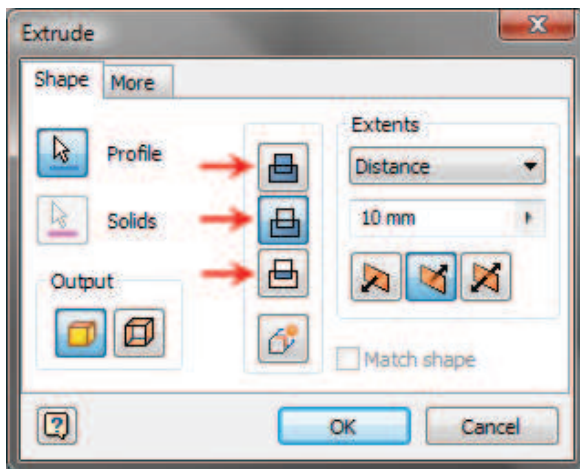 Extrude
Shape More
Profile
Solids
Output
Extents
Distance
10 mm
Match shape
OK Cancel